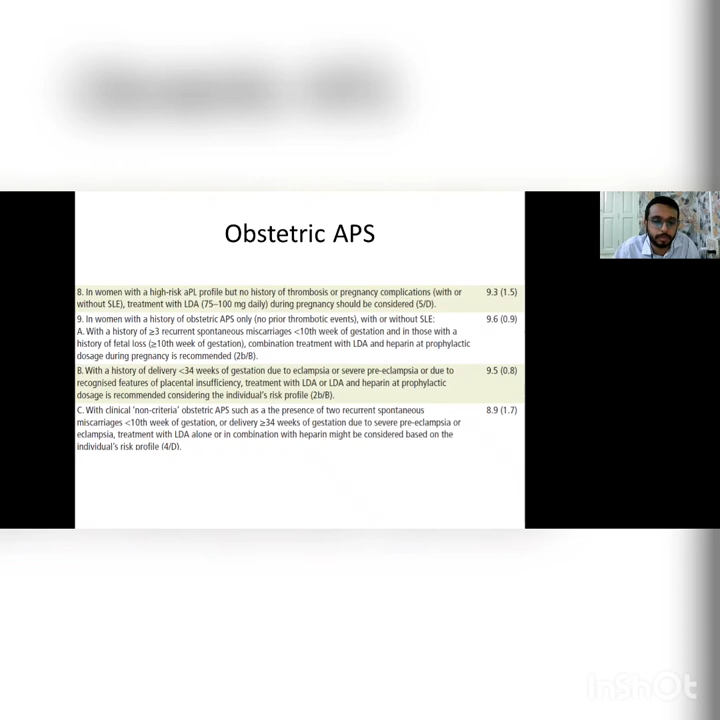 Obstetric APS
8. In women with a high-risk aPL profile but no history of thrombosis or pregnancy complications (with or 9.3 (1.5)
without SLE), treatment with LDA (75–100 mg daily) during pregnancy should be considered (5/D).
9. In women with a history of obstetric APS only (no prior thrombotic events), with or without SLE: 9.6 (0.9)
A. With a history of ≥3 recurrent spontaneous miscarriages <10th week of gestation and in those with a
history of fetal loss (≥10th week of gestation), combination treatment with LDA and heparin at prophylactic
dosage during pregnancy is recommended (2b/B).
B. With a history of delivery <34 weeks of gestation due to eclampsia or severe pre-eclampsia or due to 9.5 (0.8)
recognised features of placental insufficiency, treatment with LDA or LDA and heparin at prophylactic
dosage is recommended considering the individual's risk profile (2b/B).
C. With clinical 'non-criteria' obstetric APS such as a the presence of two recurrent spontaneous 8.9 (1.7)
miscarriages <10th week of gestation, or delivery ≥34 weeks of gestation due to severe pre-eclampsia or
eclampsia, treatment with LDA alone or in combination with heparin might be considered based on the
individual's risk profile (4/D).
InShOt